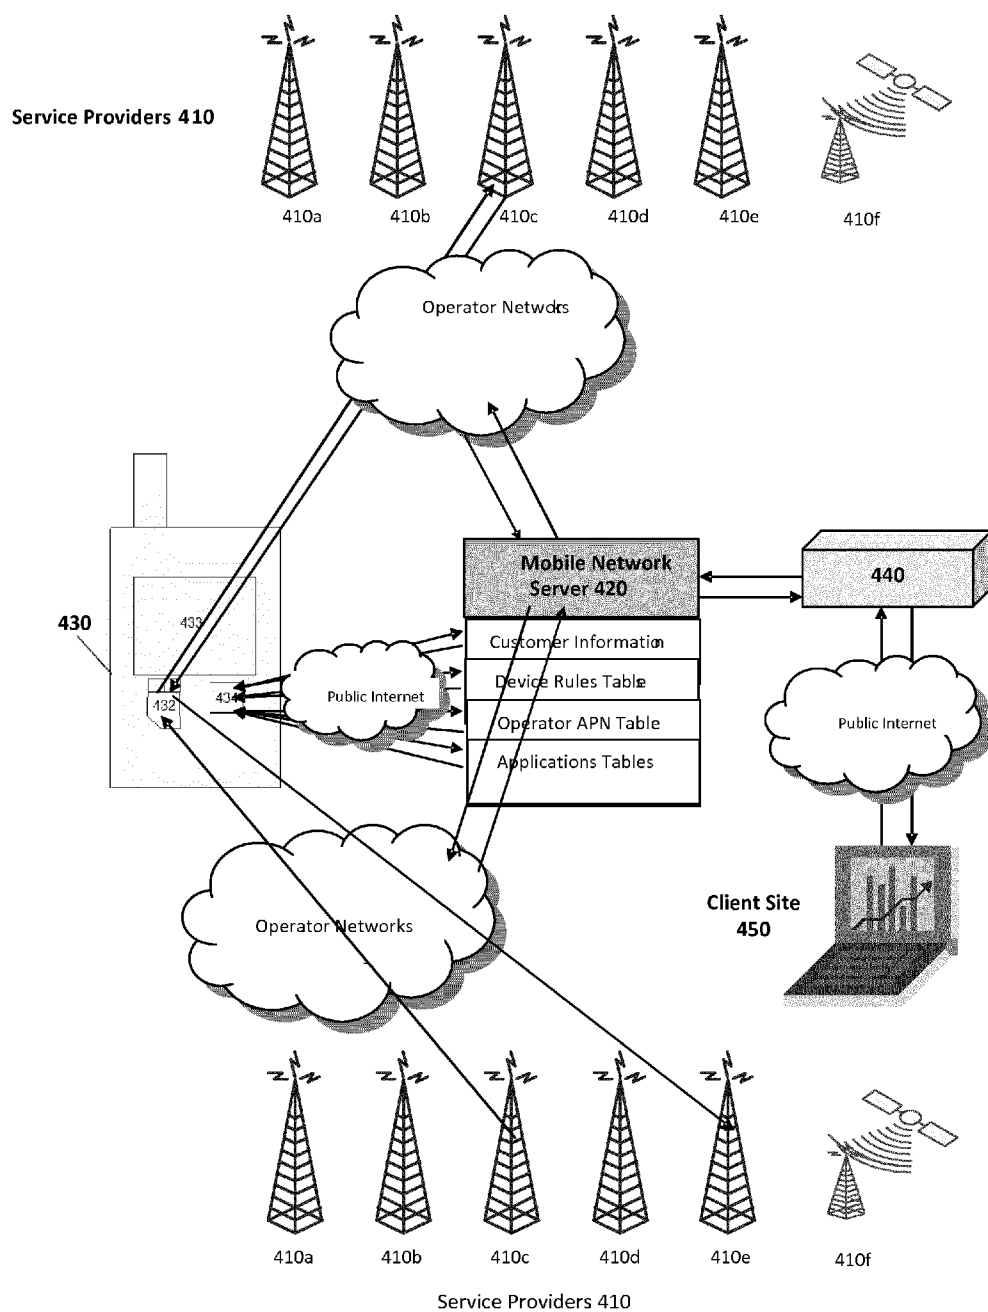 Service Providers 410
410a
410b
410c
410d
410e
410f
Operator Networks
Mobile Network
Server 420
440
430
433
Customer Information
432
434
Public Internet
Device Rules Table
Operator APN Table
Applications Tables
Public Internet
Client Site
450
Operator Networks
410a
410b
410c
410d
410e
410f
Service Providers 410